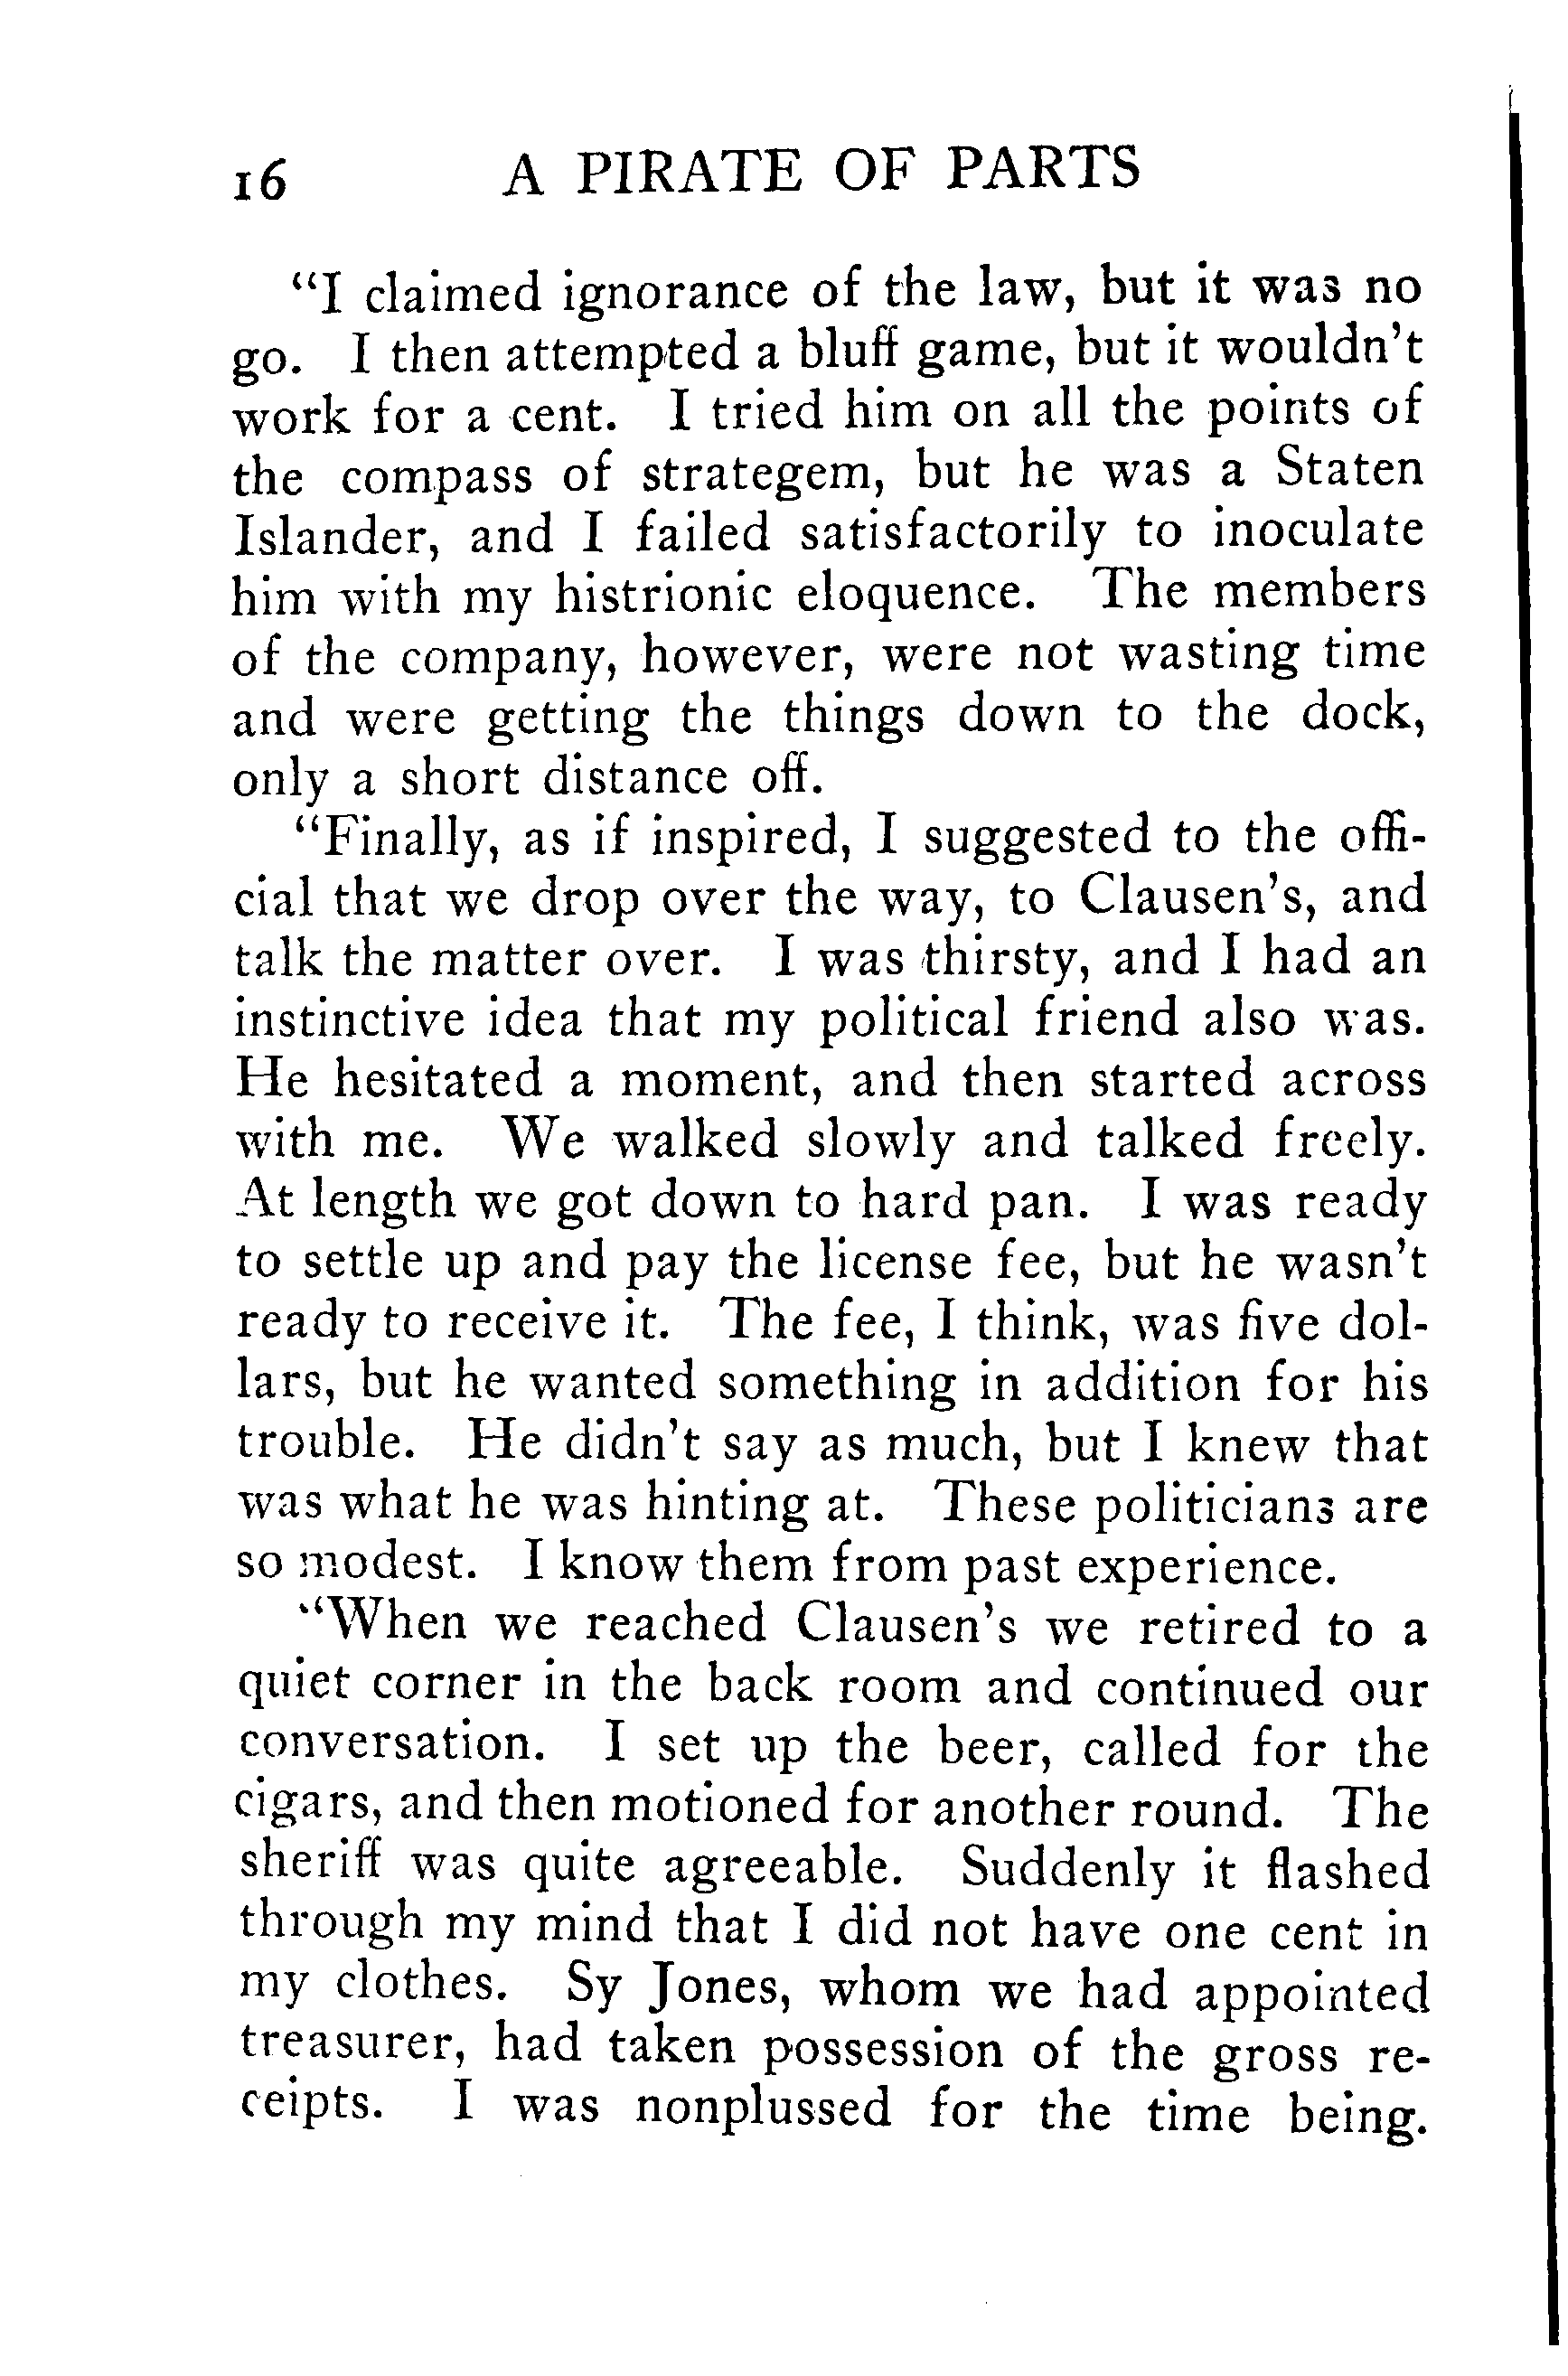 16 A PIRATE OF PARTS
"I claimed ignorance of the law, but it was no
go. I then attempted a bluff game, but it wouldn't
work for a cent. I tried him on all the points of
the compass of strategem, but he was a Staten
Islander, and I failed satisfactorily to inoculate
him with my histrionic eloquence. The members
of the company, however, were not wasting time
and were getting the things down to the dock,
only a short distance off.
"Finally, as if inspired, I suggested to the offi-
cial that we drop over the way, to Clausen's, and
talk the matter over. I was thirsty, and I had an
instinctive idea that my political friend also was.
He hesitated a moment, and then started across
with me. We walked slowly and talked freely.
At length we got down to hard pan. I was ready
to settle up and pay the license fee, but he wasn't
ready to receive it. The fee, I think, was five dol-
lars, but he wanted something in addition for his
trouble. He didn't say as much, but I knew that
was what he was hinting at. These politicians are
so modest. I know them from past experience.
"When we reached Clausen's we retired to a
quiet corner in the back room and continued our
conversation. I set up the beer, called for the
cigars, and then motioned for another round. The
sheriff was quite agreeable. Suddenly it flashed
through my mind that I did not have one cent in
my clothes. Sy Jones, whom we had appointed
treasurer, had taken possession of the gross re-
ceipts. I was nonplussed for the time being.